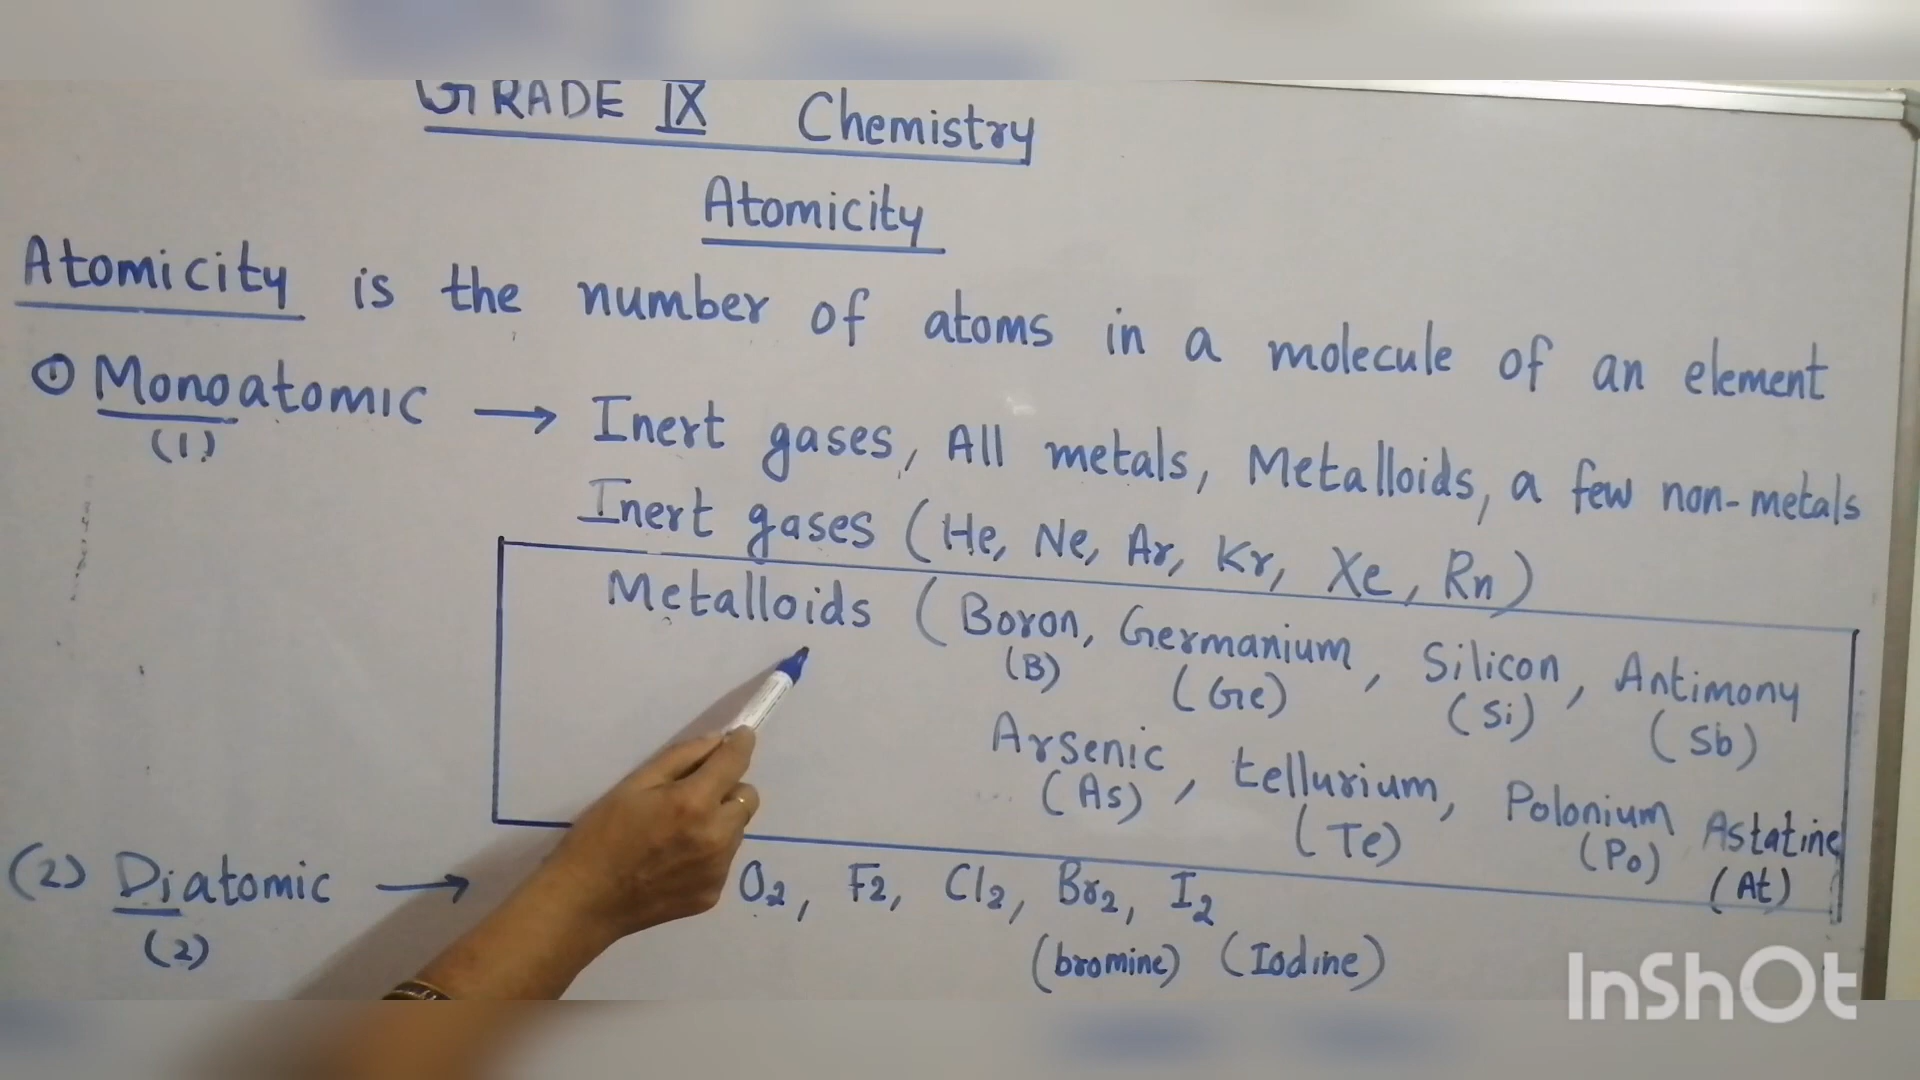 GRADE IX Chemistry
Atomicity
Atomicity is the number of atoms in a molecule of an element
① Monoatomic → Inert gases, All metals, Metalloids, a few non-metals
(1)
Inert gases (He, Ne, Ar, Kr, Xe, Rn)
Metalloids (Boron, Germanium, Silicon, Antimony
(B) (Ge) (Si) (Sb)
Arsenic, tellurium, Polonium Astatine
(As) (Te) (Po) (At)
(2) Diatomic → O2, F2, Cl2, Br2, I2
(2) (bromine) (Iodine)
InShOt